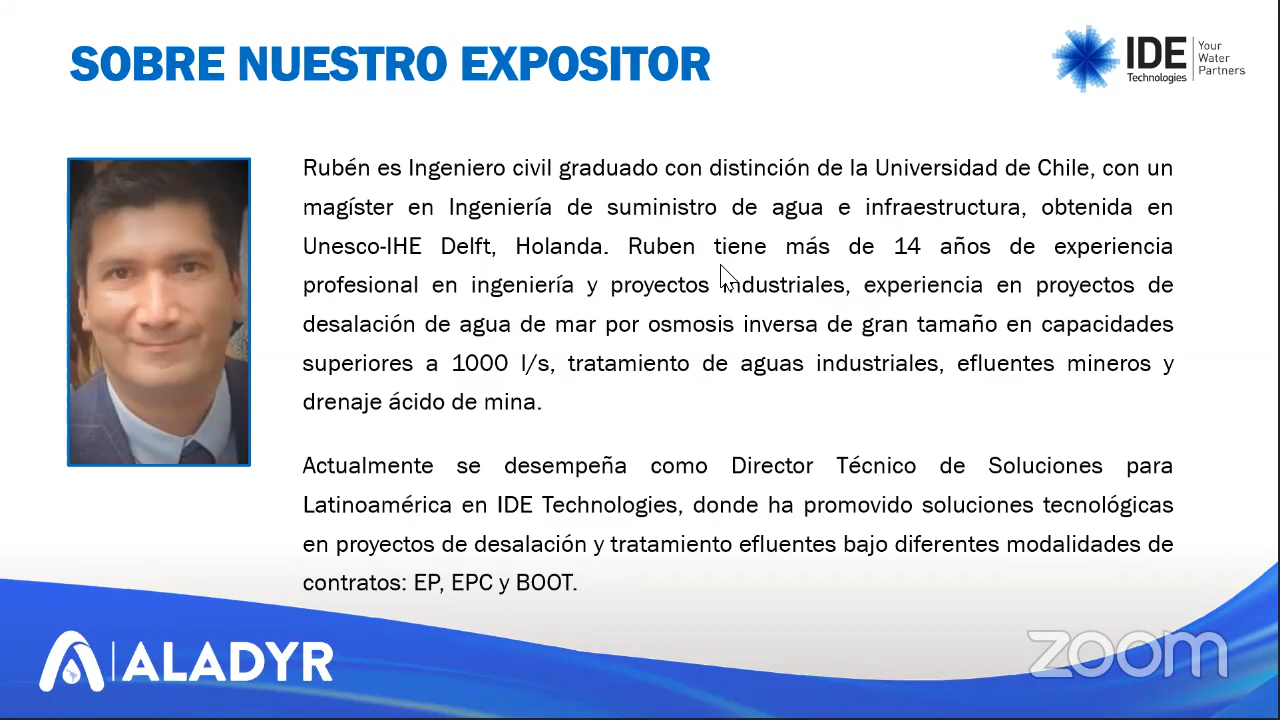 SOBRE NUESTRO EXPOSITOR
IDE
Technologies
Your
Water
Partners
Rubén es Ingeniero civil graduado con distinción de la Universidad de Chile, con un
magíster en Ingeniería de suministro de agua e infraestructura, obtenida en
Unesco-IHE Delft, Holanda. Ruben tiene más de 14 años de experiencia
profesional en ingeniería y proyectos industriales, experiencia en proyectos de
desalación de agua de mar por osmosis inversa de gran tamaño en capacidades
superiores a 1000 l/s, tratamiento de aguas industriales, efluentes mineros y
drenaje ácido de mina.
Actualmente se desempeña como Director Técnico de Soluciones para
Latinoamérica en IDE Technologies, donde ha promovido soluciones tecnológicas
en proyectos de desalación y tratamiento efluentes bajo diferentes modalidades de
contratos: EP, EPC y BOOT.
ALADYR
zoom